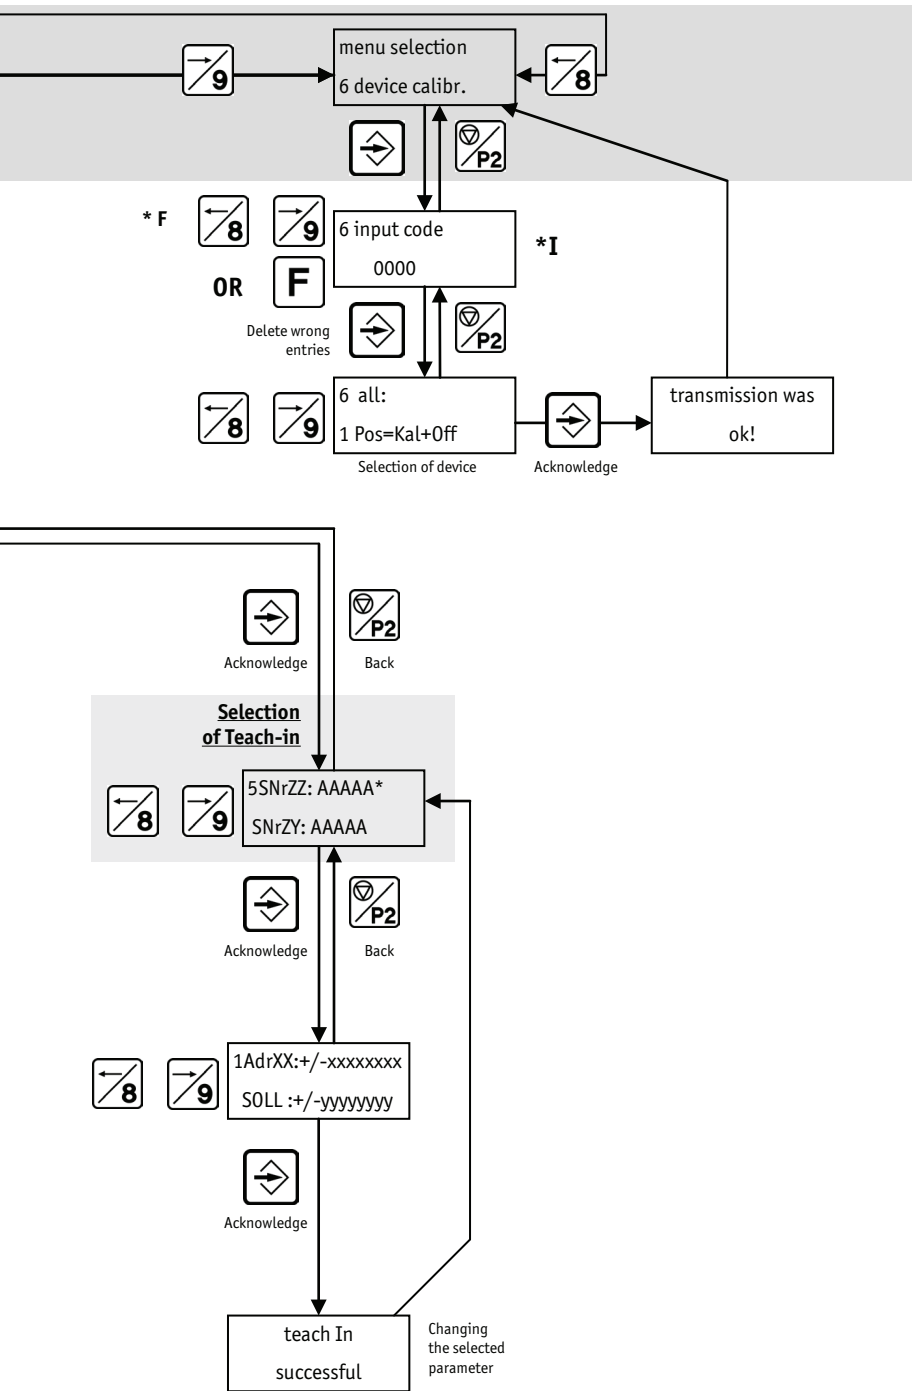 menu selection
9
6 device calibr.
8
P2
* F
8
9
6 input code
*I
0000
OR
F
Delete wrong
entries
P2
6 all:
transmission was
8
9
1 Pos=Kal+Off
ok!
Selection of device
Acknowledge
P2
Acknowledge
Back
Selection
of Teach-in
5SNrZZ: AAAAA*
8
9
SNrZY: AAAAA
P2
Acknowledge
Back
1AdrXX:+/-xxxxxxxx
8
9
SOLL :+/-yyyyyyyy
Acknowledge
teach In
successful
Changing
the selected
parameter